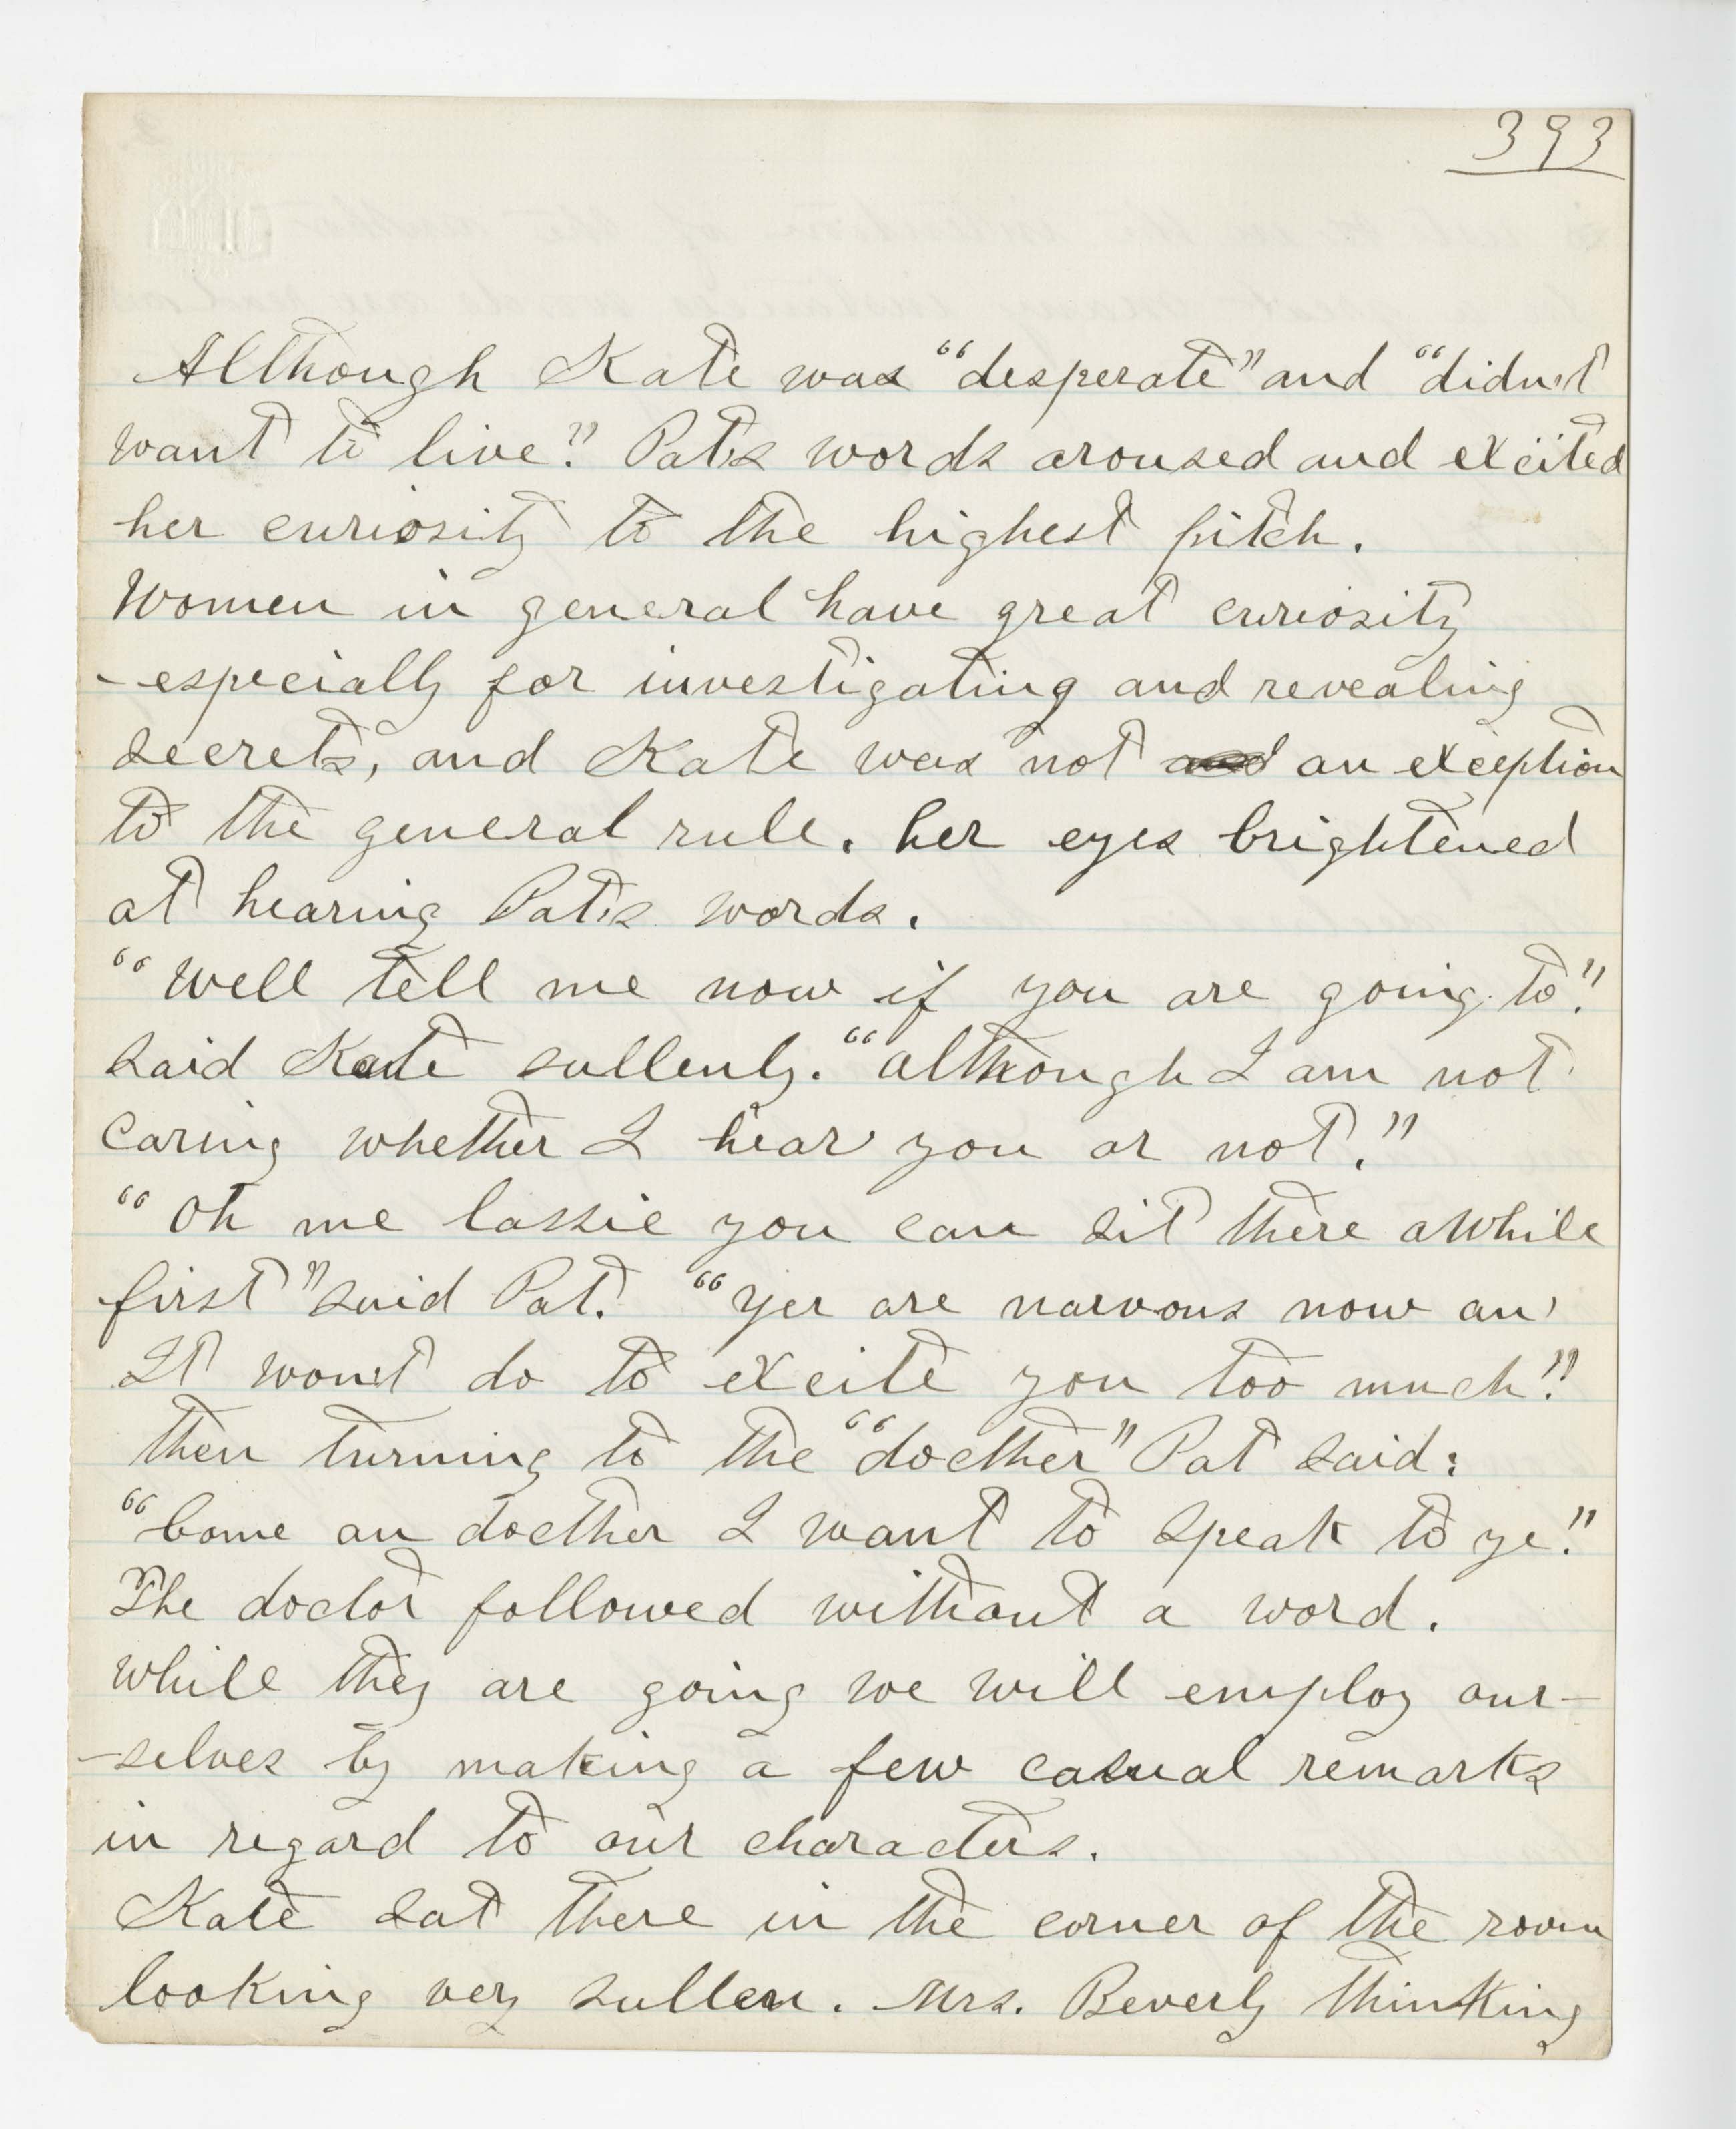 393
Although Kate was "desperate" and "didn't
want to live." Pat's words aroused and excited
her curiosity to the highest pitch.
Women in general have great curiosity
-especially for investigating and revealing
secrets, and Kate was not an exception
to the general rule. her eyes brightened
at hearing Pat's words.
"Well tell me now if you are going to."
said Kate sullenly. "although I am not
caring whether I hear you or not."
"Oh me lassie you can sit there awhile
first" said Pat. "Yer are narvous now an'
It won't do to excite you too much."
Then turning to the "docther" Pat said:
"Come an docther I want to speak to ye."
The doctor followed without a word.
While they are going we will employ our-
-selves by making a few casual remarks
in regard to our characters.
Kate sat there in the corner of the room
looking very sullen. Mrs. Beverly thinking